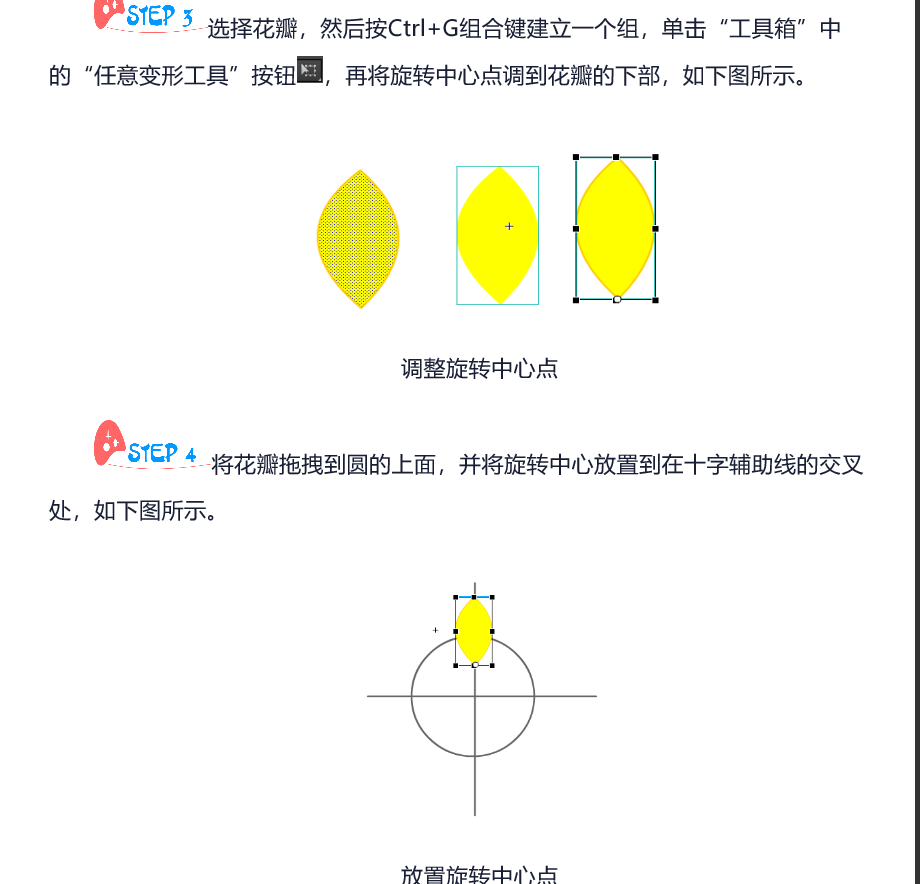 STEP 3 选择花瓣，然后按Ctrl+G组合键建立一个组，单击“工具箱”中
的“任意变形工具”按钮，再将旋转中心点调到花瓣的下部，如下图所示。
调整旋转中心点
STEP 4 将花瓣拖拽到圆的上面，并将旋转中心放置到在十字辅助线的交叉
处，如下图所示。
放置旋转中心点